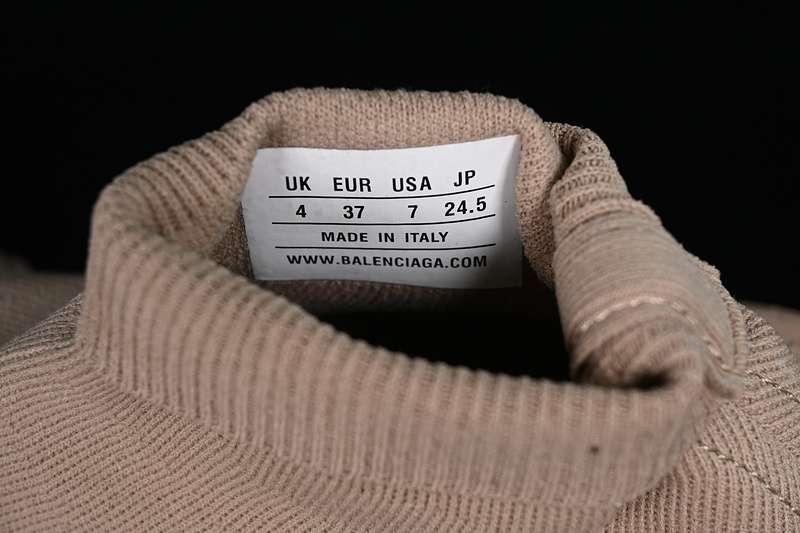 UK EUR USA JP
4 37 7 24.5
MADE IN ITALY
WWW.BALENCIAGA.COM